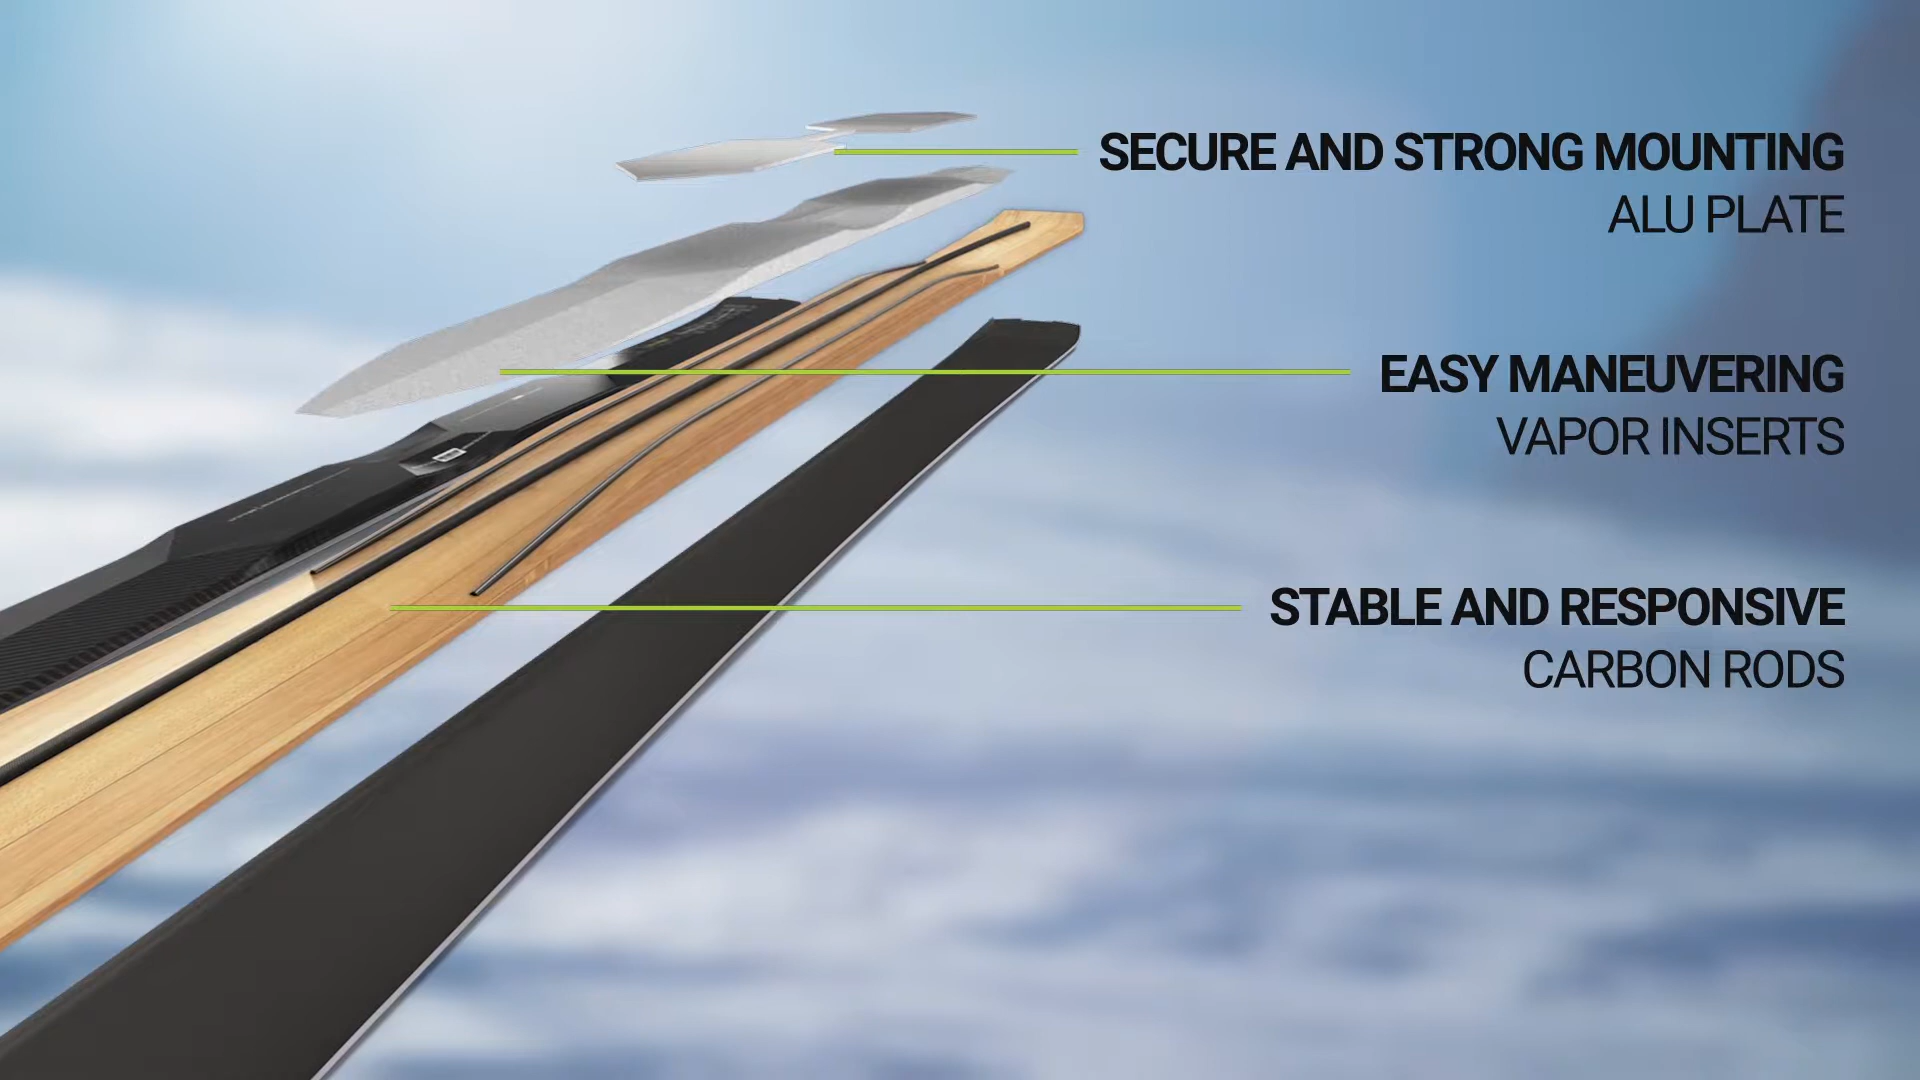 SECURE AND STRONG MOUNTING
ALU PLATE
EASY MANEUVERING
VAPOR INSERTS
STABLE AND RESPONSIVE
CARBON RODS